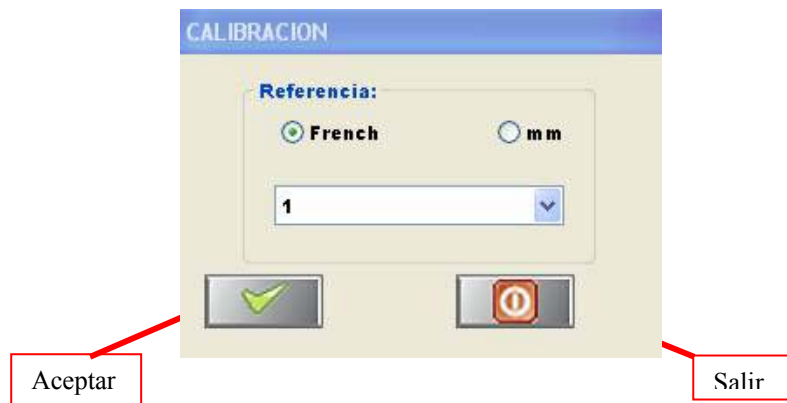 CALIBRACION
Referencia:
French
mm
1
Aceptar
Salir